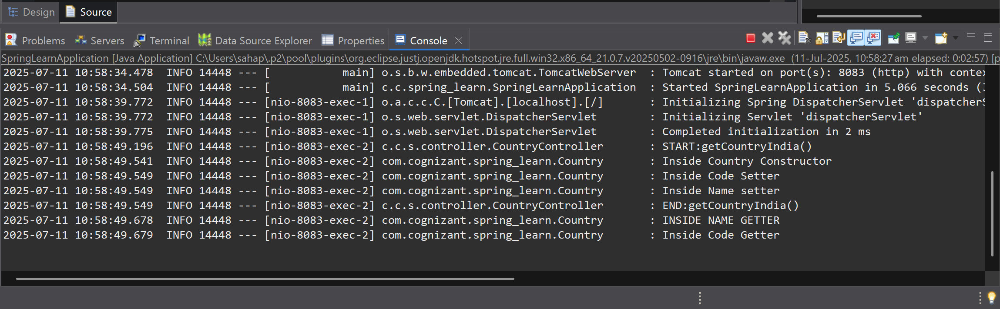 Design Source
Problems Servers Terminal Data Source Explorer Properties Console
SpringLearnApplication [Java Application] C:\Users\sahap\.p2\pool\plugins\org.eclipse.justj.openjdk.hotspot.jre.full.win32.x86_64_21.0.7.v20250502-0916\jre\bin\javaw.exe (11-Jul-2025, 10:58:27 am elapsed: 0:02:57) [p
2025-07-11 10:58:34.478  INFO 14448 --- [           main] o.s.b.w.embedded.tomcat.TomcatWebServer  : Tomcat started on port(s): 8083 (http) with contex
2025-07-11 10:58:34.504  INFO 14448 --- [           main] c.c.spring_learn.SpringLearnApplication  : Started SpringLearnApplication in 5.066 seconds (J
2025-07-11 10:58:39.772  INFO 14448 --- [nio-8083-exec-1] o.a.c.c.C.[Tomcat].[localhost].[/]       : Initializing Spring DispatcherServlet 'dispatcherS
2025-07-11 10:58:39.772  INFO 14448 --- [nio-8083-exec-1] o.s.web.servlet.DispatcherServlet        : Initializing Servlet 'dispatcherServlet'
2025-07-11 10:58:39.775  INFO 14448 --- [nio-8083-exec-1] o.s.web.servlet.DispatcherServlet        : Completed initialization in 2 ms
2025-07-11 10:58:49.196  INFO 14448 --- [nio-8083-exec-2] c.c.s.controller.CountryController       : START:getCountryIndia()
2025-07-11 10:58:49.541  INFO 14448 --- [nio-8083-exec-2] com.cognizant.spring_learn.Country       : Inside Country Constructor
2025-07-11 10:58:49.549  INFO 14448 --- [nio-8083-exec-2] com.cognizant.spring_learn.Country       : Inside Code Setter
2025-07-11 10:58:49.549  INFO 14448 --- [nio-8083-exec-2] com.cognizant.spring_learn.Country       : Inside Name setter
2025-07-11 10:58:49.549  INFO 14448 --- [nio-8083-exec-2] c.c.s.controller.CountryController       : END:getCountryIndia()
2025-07-11 10:58:49.678  INFO 14448 --- [nio-8083-exec-2] com.cognizant.spring_learn.Country       : INSIDE NAME GETTER
2025-07-11 10:58:49.679  INFO 14448 --- [nio-8083-exec-2] com.cognizant.spring_learn.Country       : Inside Code Getter